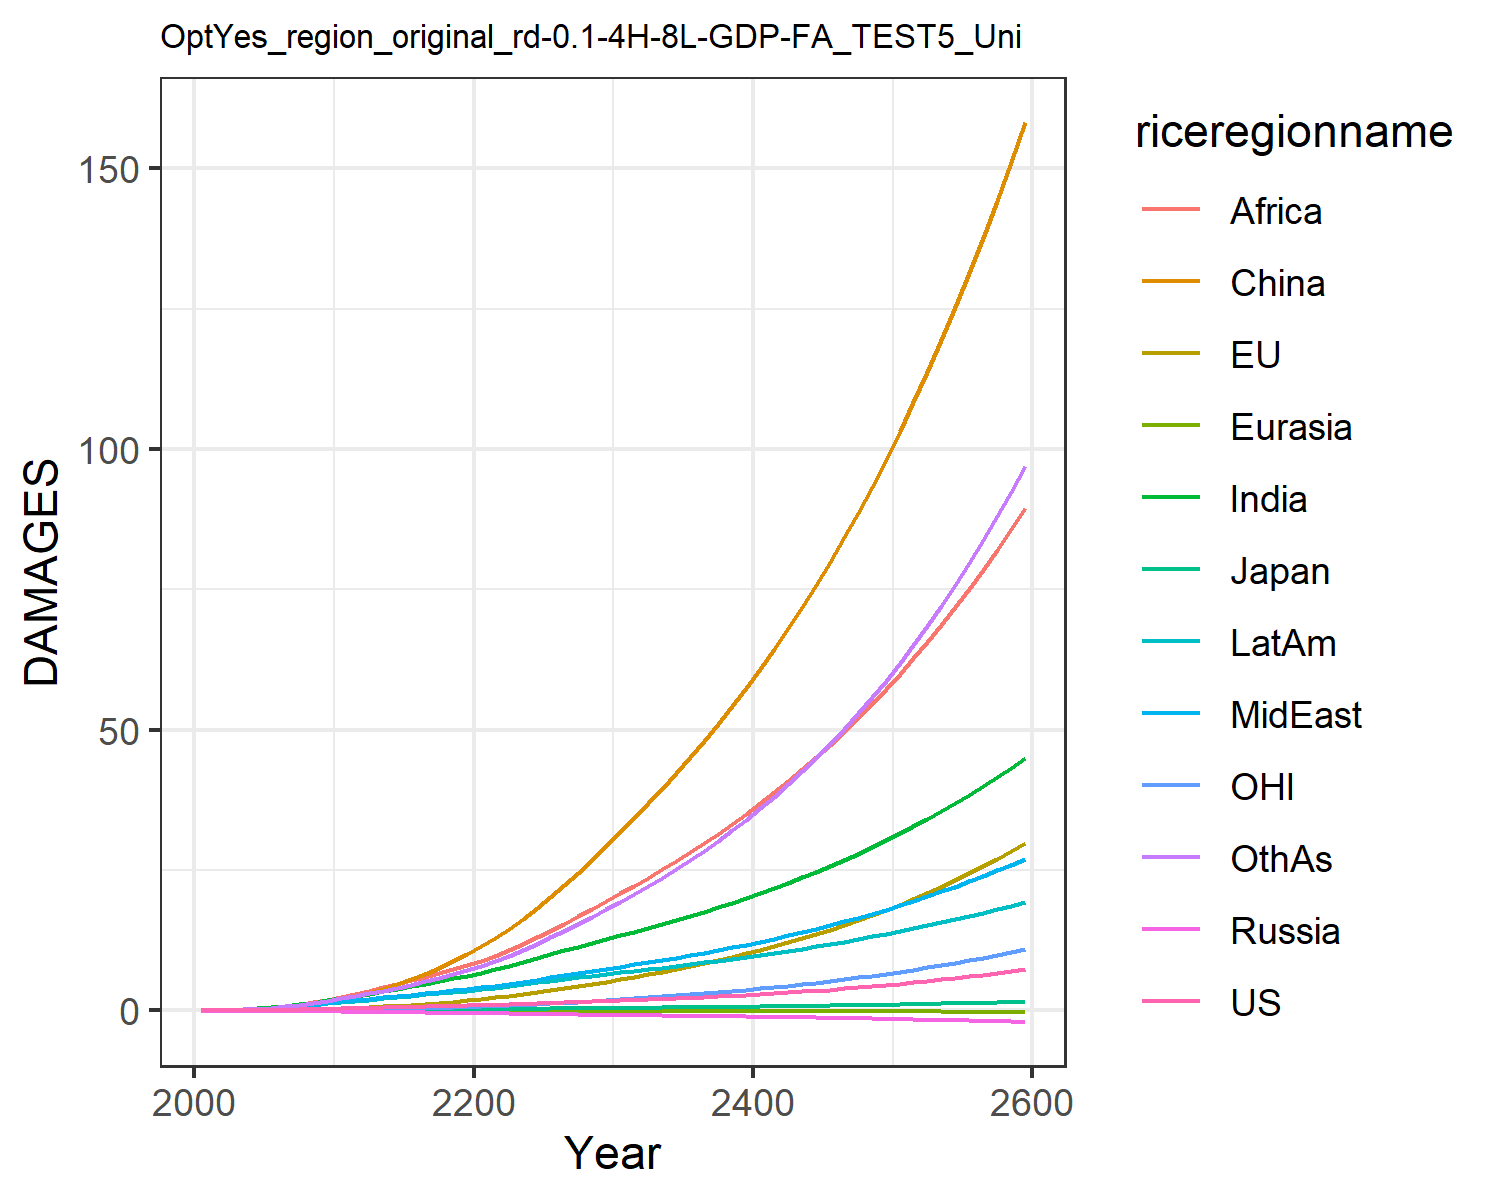 OptYes_region_original_rd-0.1-4H-8L-GDP-FA_TEST5_Uni
DAMAGES
150
100
50
0
2000 2200 2400 2600
Year
riceregionname
Africa
China
EU
Eurasia
India
Japan
LatAm
MidEast
OHI
OthAs
Russia
US